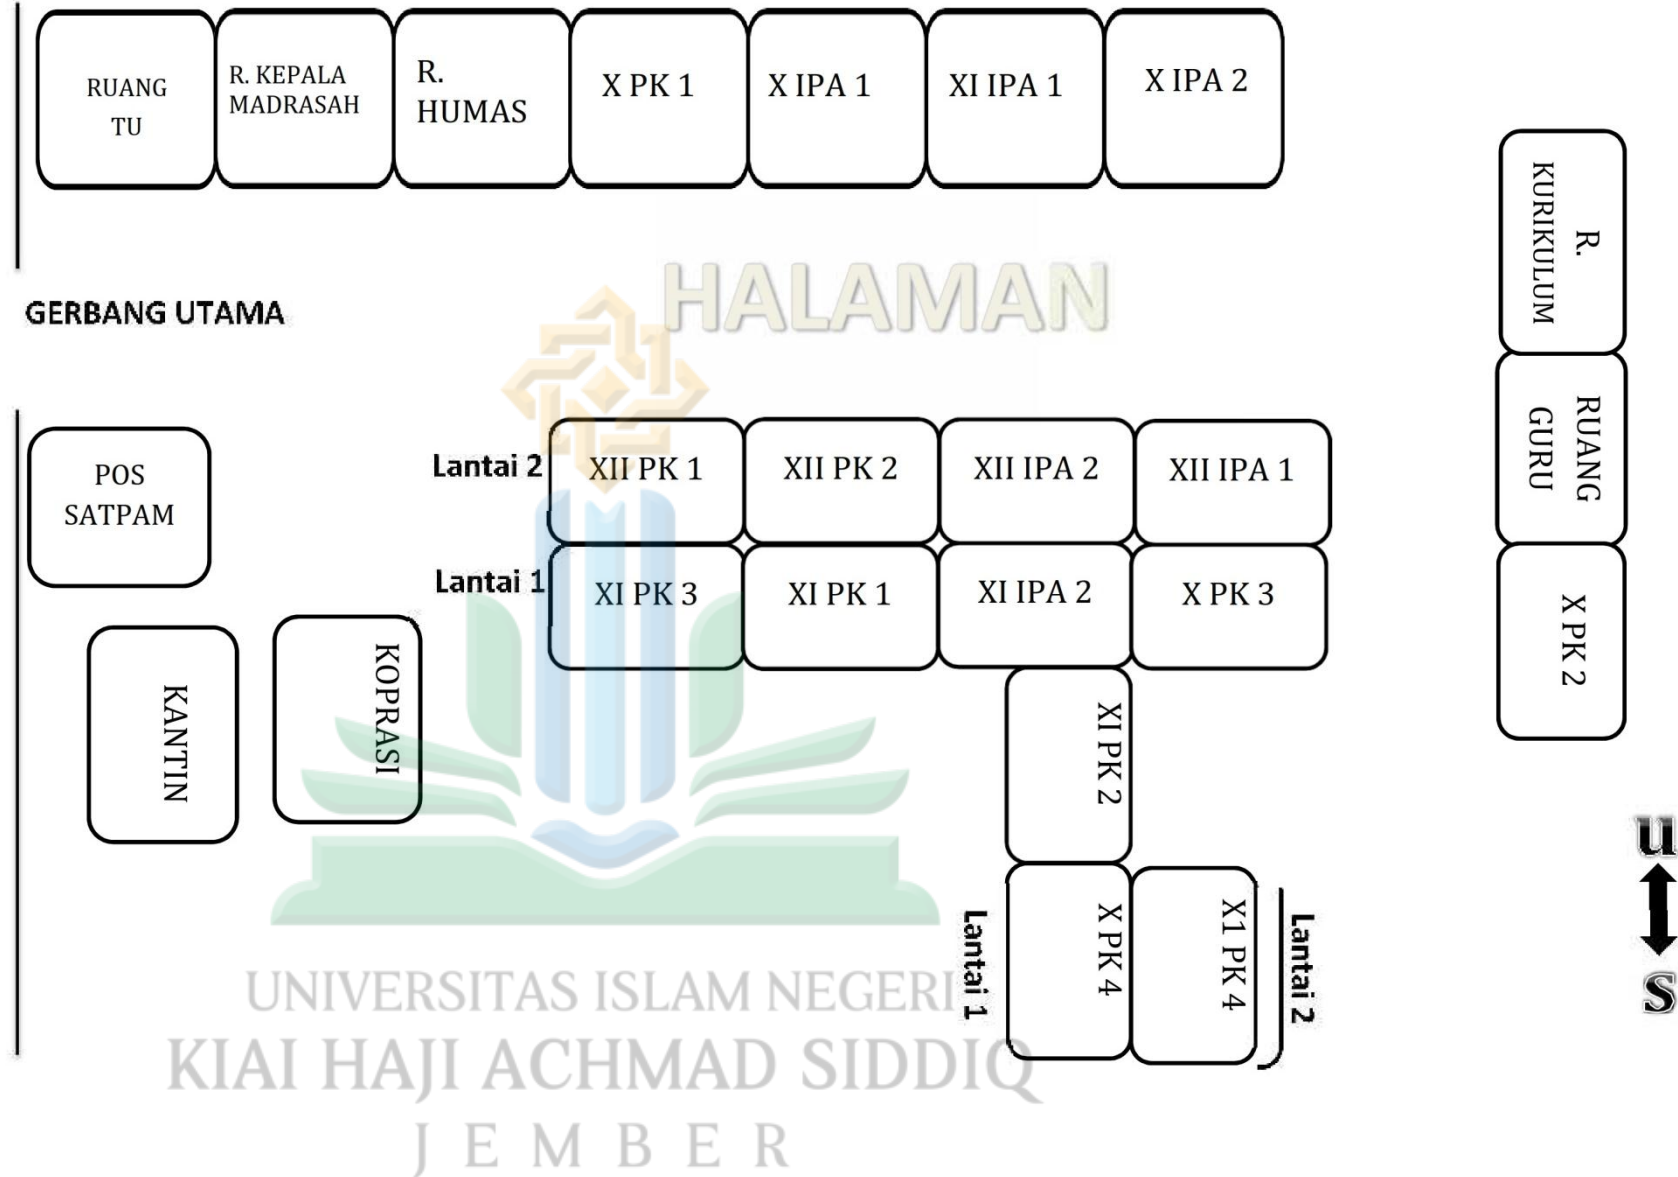 RUANG
TU
R. KEPALA
MADRASAH
R.
HUMAS
X PK 1
X IPA 1
XI IPA 1
X IPA 2
R.
KURIKULUM
HALAMAN
GERBANG UTAMA
RUANG
GURU
POS
SATPAM
Lantai 2
XII PK 1
XII PK 2
XII IPA 2
XII IPA 1
Lantai 1
XI PK 3
XI PK 1
XI IPA 2
X PK 3
X PK 2
KANTIN
KOPRASI
XI PK 2
Lantai 1
X PK 4
X1 PK 4
Lantai 2
U
S
UNIVERSITAS ISLAM NEGERI
KIAI HAJI ACHMAD SIDDIQ
JEMBER